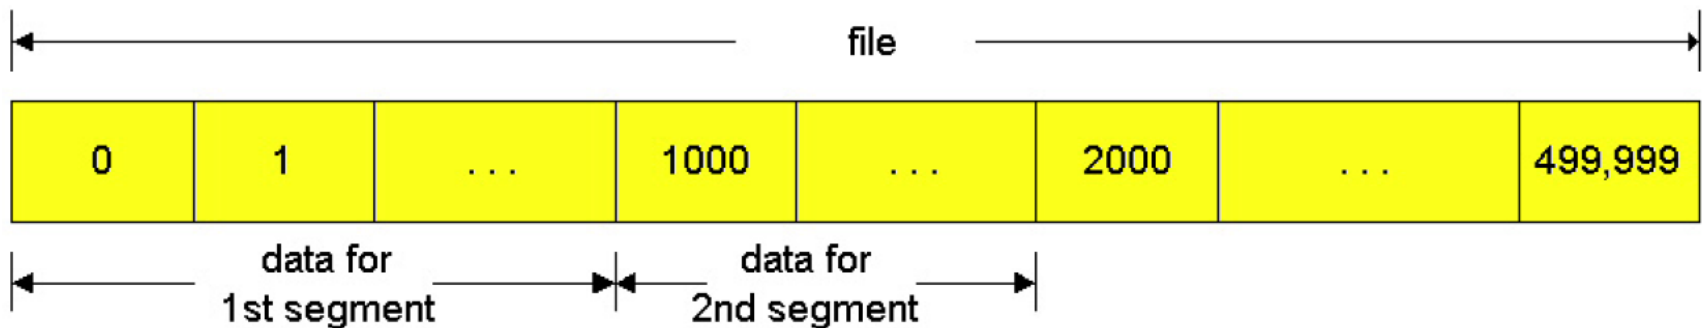 file
0 1 . . . 1000 . . . 2000 . . . 499,999
data for
1st segment
data for
2nd segment